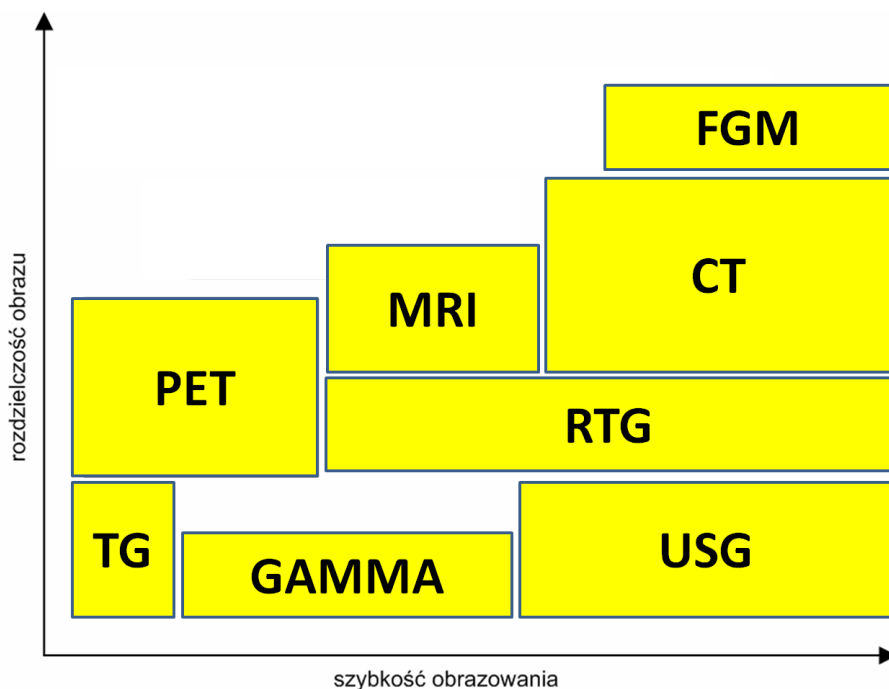 FGM
CT
MRI
PET
RTG
TG
GAMMA
USG
rozdzielczość obrazu
szybkość obrazowania